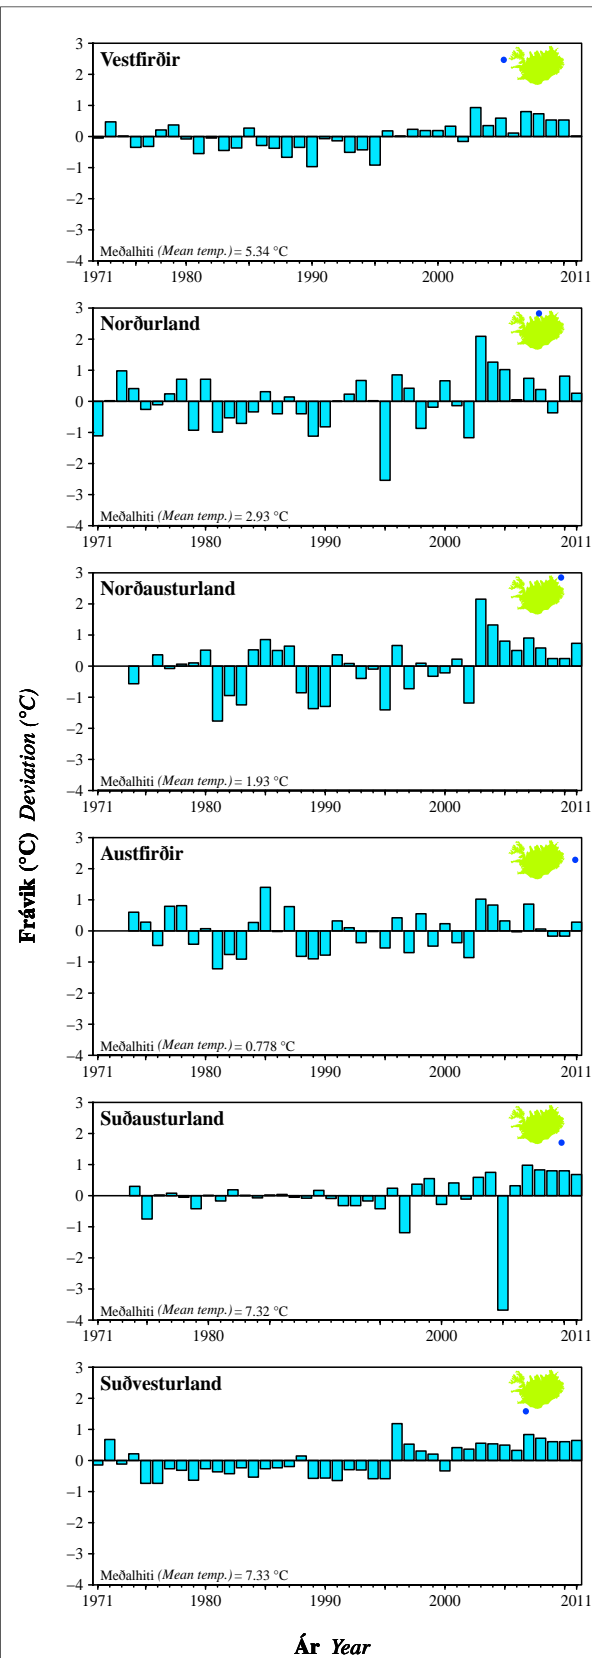 Frávik (°C) Deviation (°C)
Vestfirðir
3
2
1
0
−1
−2
−3
−4
Meðalhiti (Mean temp.) = 5.34 °C
1971 1980 1990 2000 2011
Norðurland
3
2
1
0
−1
−2
−3
−4
Meðalhiti (Mean temp.) = 2.93 °C
1971 1980 1990 2000 2011
Norðausturland
3
2
1
0
−1
−2
−3
−4
Meðalhiti (Mean temp.) = 1.93 °C
1971 1980 1990 2000 2011
Austfirðir
3
2
1
0
−1
−2
−3
−4
Meðalhiti (Mean temp.) = 0.778 °C
1971 1980 1990 2000 2011
Suðausturland
3
2
1
0
−1
−2
−3
−4
Meðalhiti (Mean temp.) = 7.32 °C
1971 1980 2000 2011
Suðvesturland
3
2
1
0
−1
−2
−3
−4
Meðalhiti (Mean temp.) = 7.33 °C
1971 1980 1990 2000 2011
Ár Year